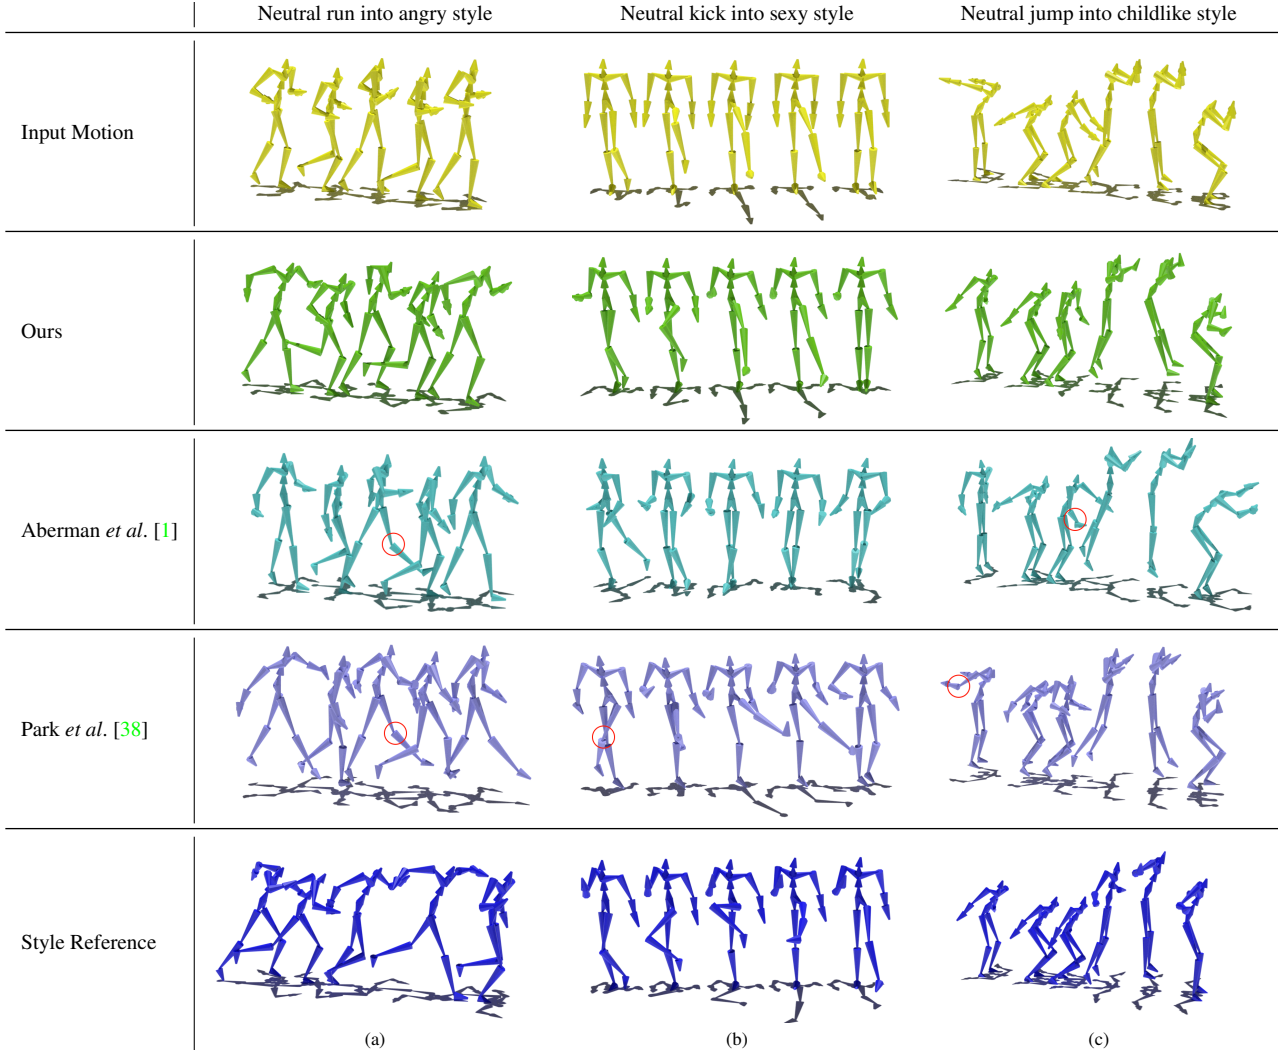 Neutral run into angry style Neutral kick into sexy style Neutral jump into childlike style
Input Motion
Ours
Aberman et al. [1]
Park et al. [38]
Style Reference
(a) (b) (c)